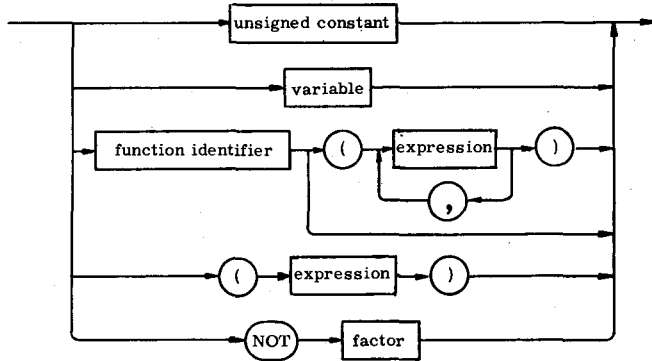 unsigned constant
variable
function identifier ( expression )
,
( expression )
NOT factor